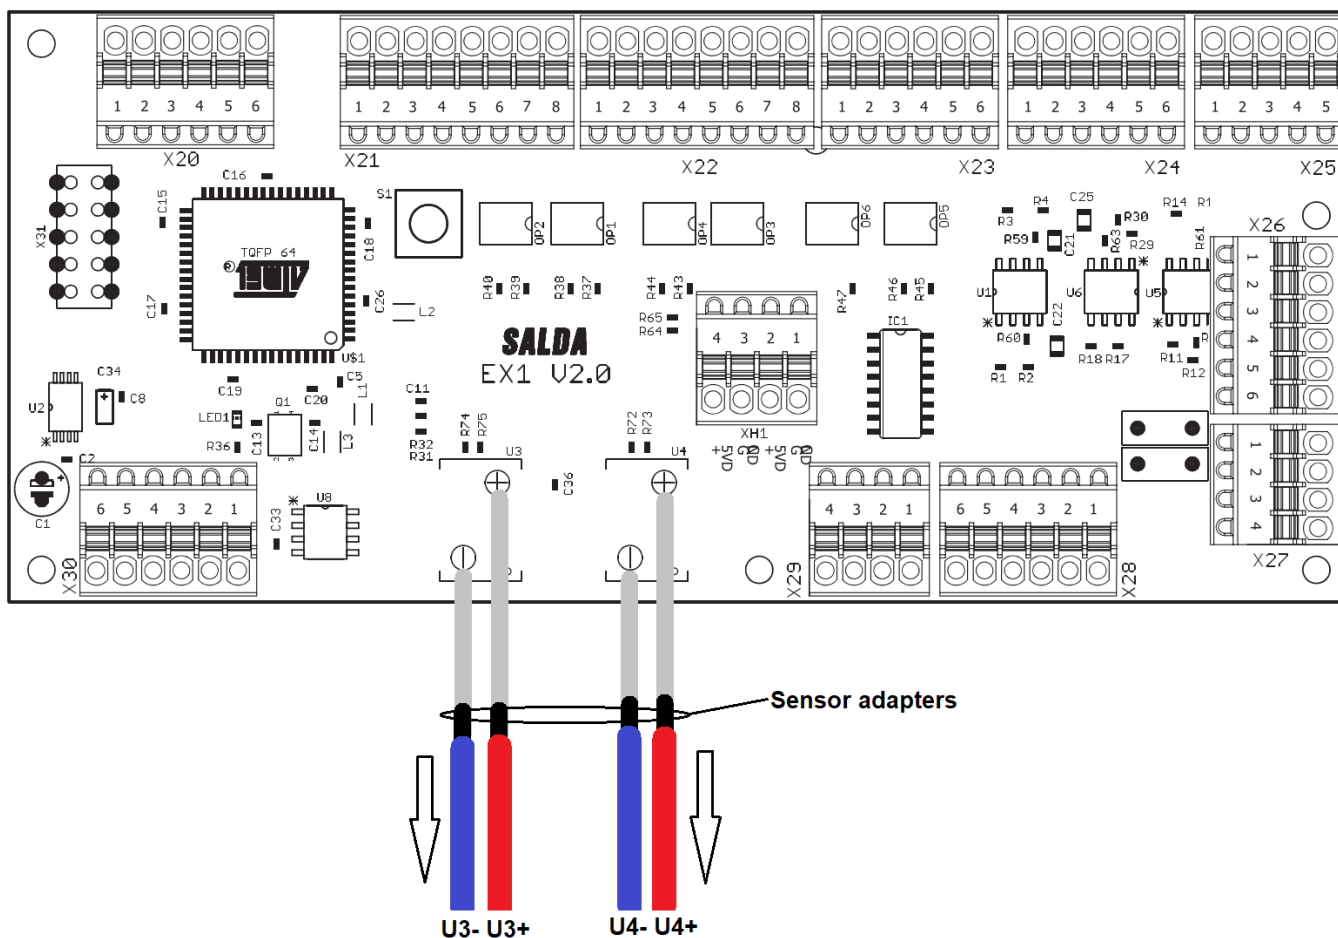 1 2 3 4 5 6
1 2 3 4 5 6 7 8
1 2 3 4 5 6 7 8
1 2 3 4 5 6
1 2 3 4 5 6
1 2 3 4 5
X20
X21
X22
X23
X24
X25
C16
S1
C15
X31
TQFP 64
C18
OP2
OP1
OP4
OP3
OP6
OP5
R3
R4
C25
R30
R14
R1
R59
C21
R63
R29
R61
X26
C17
C26
L2
R40
R39
R38
R37
R44
R43
R65
R64
R47
R46
R45
U1
U6
U5
1
2
3
4
5
6
U$1
SALDA
EX1 V2.0
4 3 2 1
IC1
C22
R60
R18
R17
R11
R12
R1
R2
C34
U2
C8
C19
C5
C20
L1
C11
LED1
Q1
R36
C13
C14
L3
R32
R31
R74
R75
U3
R72
R73
U4
XH1
+
5VD
G
ND
+
5VD
G
ND
C2
C1
6 5 4 3 2 1
X30
U8
C33
C36
4 3 2 1
X29
6 5 4 3 2 1
X28
1
2
3
4
X27
Sensor adapters
U3- U3+
U4- U4+